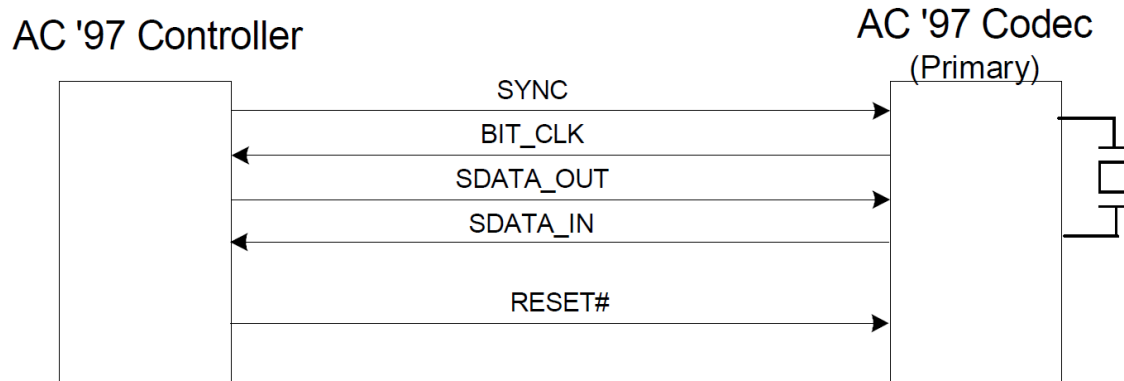 AC '97 Controller
AC '97 Codec
(Primary)
SYNC
BIT_CLK
SDATA_OUT
SDATA_IN
RESET#